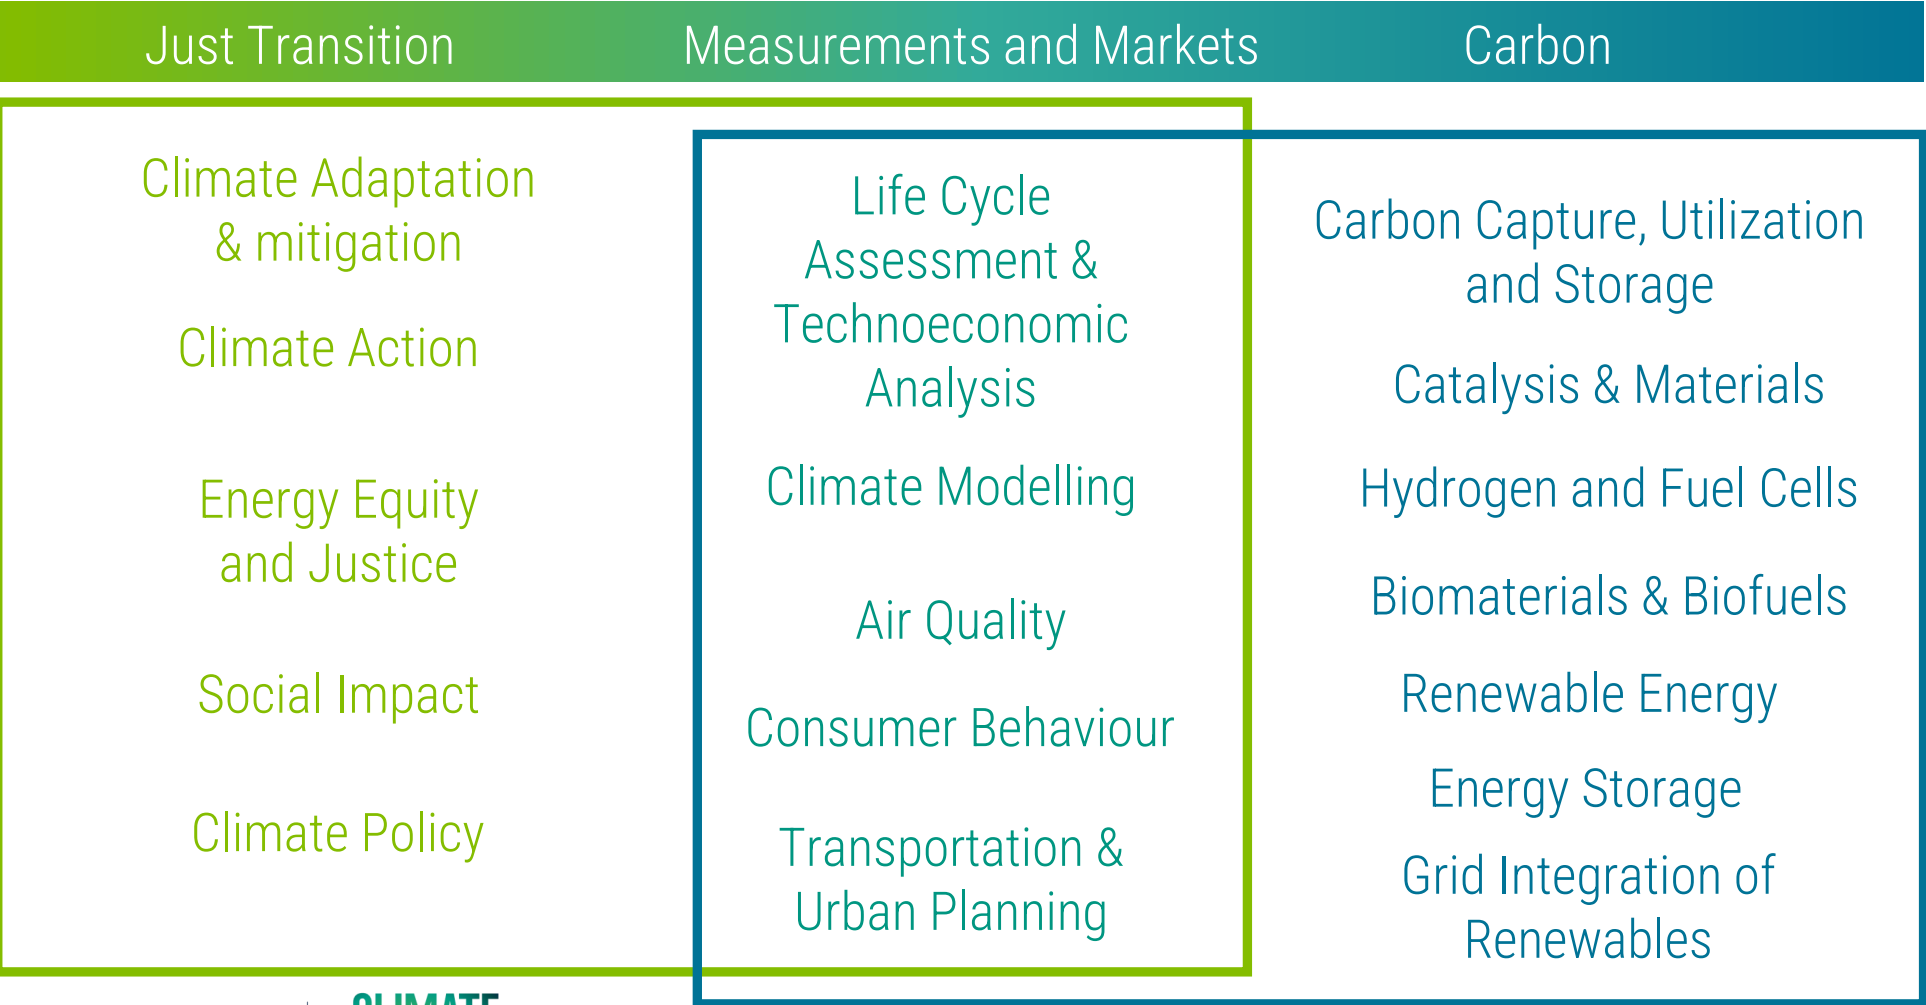 Just Transition
Measurements and Markets
Carbon
Climate Adaptation
& mitigation
Climate Action
Energy Equity
and Justice
Social Impact
Climate Policy
Life Cycle
Assessment &
Technoeconomic
Analysis
Climate Modelling
Air Quality
Consumer Behaviour
Transportation &
Urban Planning
Carbon Capture, Utilization
and Storage
Catalysis & Materials
Hydrogen and Fuel Cells
Biomaterials & Biofuels
Renewable Energy
Energy Storage
Grid Integration of
Renewables
CLIMATE